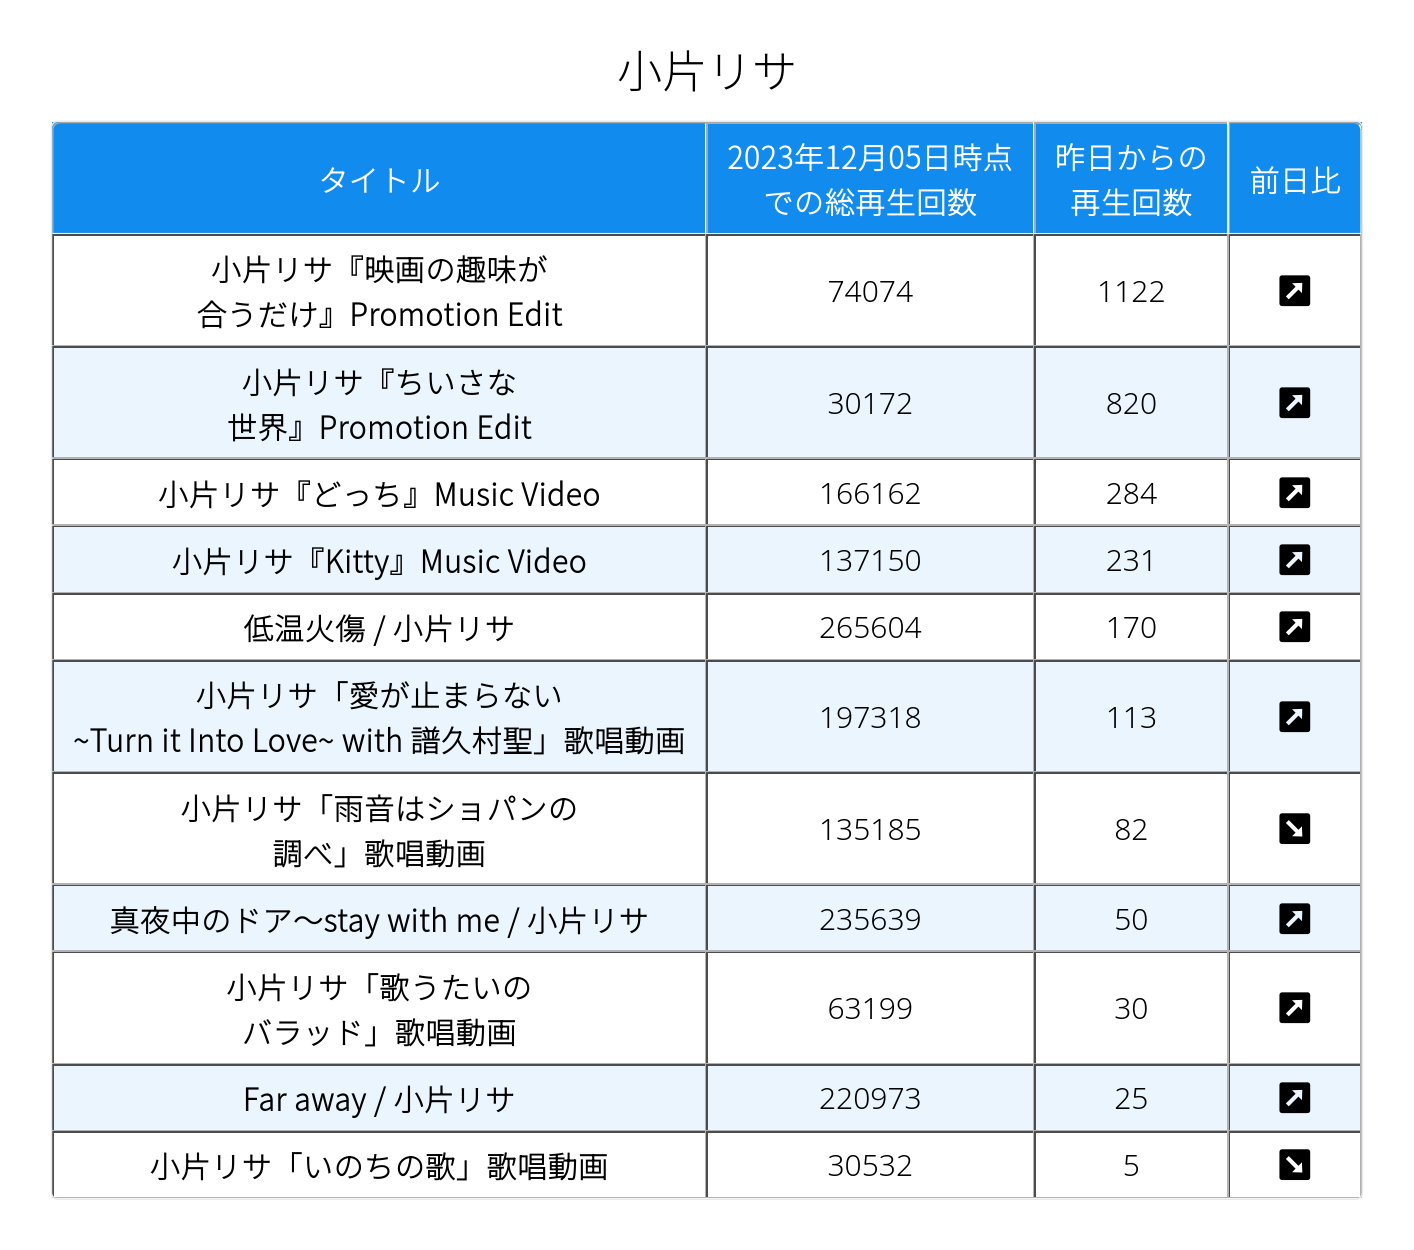 小片リサ
タイトル
2023年12月05日時点
での総再生回数
昨日からの
再生回数
前日比
小片リサ『映画の趣味が
合うだけ』Promotion Edit
74074
1122
小片リサ『ちいさな
世界』Promotion Edit
30172
820
小片リサ『どっち』Music Video
166162
284
小片リサ『Kitty』Music Video
137150
231
低温火傷 / 小片リサ
265604
170
小片リサ「愛が止まらない
~Turn it Into Love~ with 譜久村聖」歌唱動画
197318
113
小片リサ「雨音はショパンの
調べ」歌唱動画
135185
82
真夜中のドア〜stay with me / 小片リサ
235639
50
小片リサ「歌うたいの
バラッド」歌唱動画
63199
30
Far away / 小片リサ
220973
25
小片リサ「いのちの歌」歌唱動画
30532
5